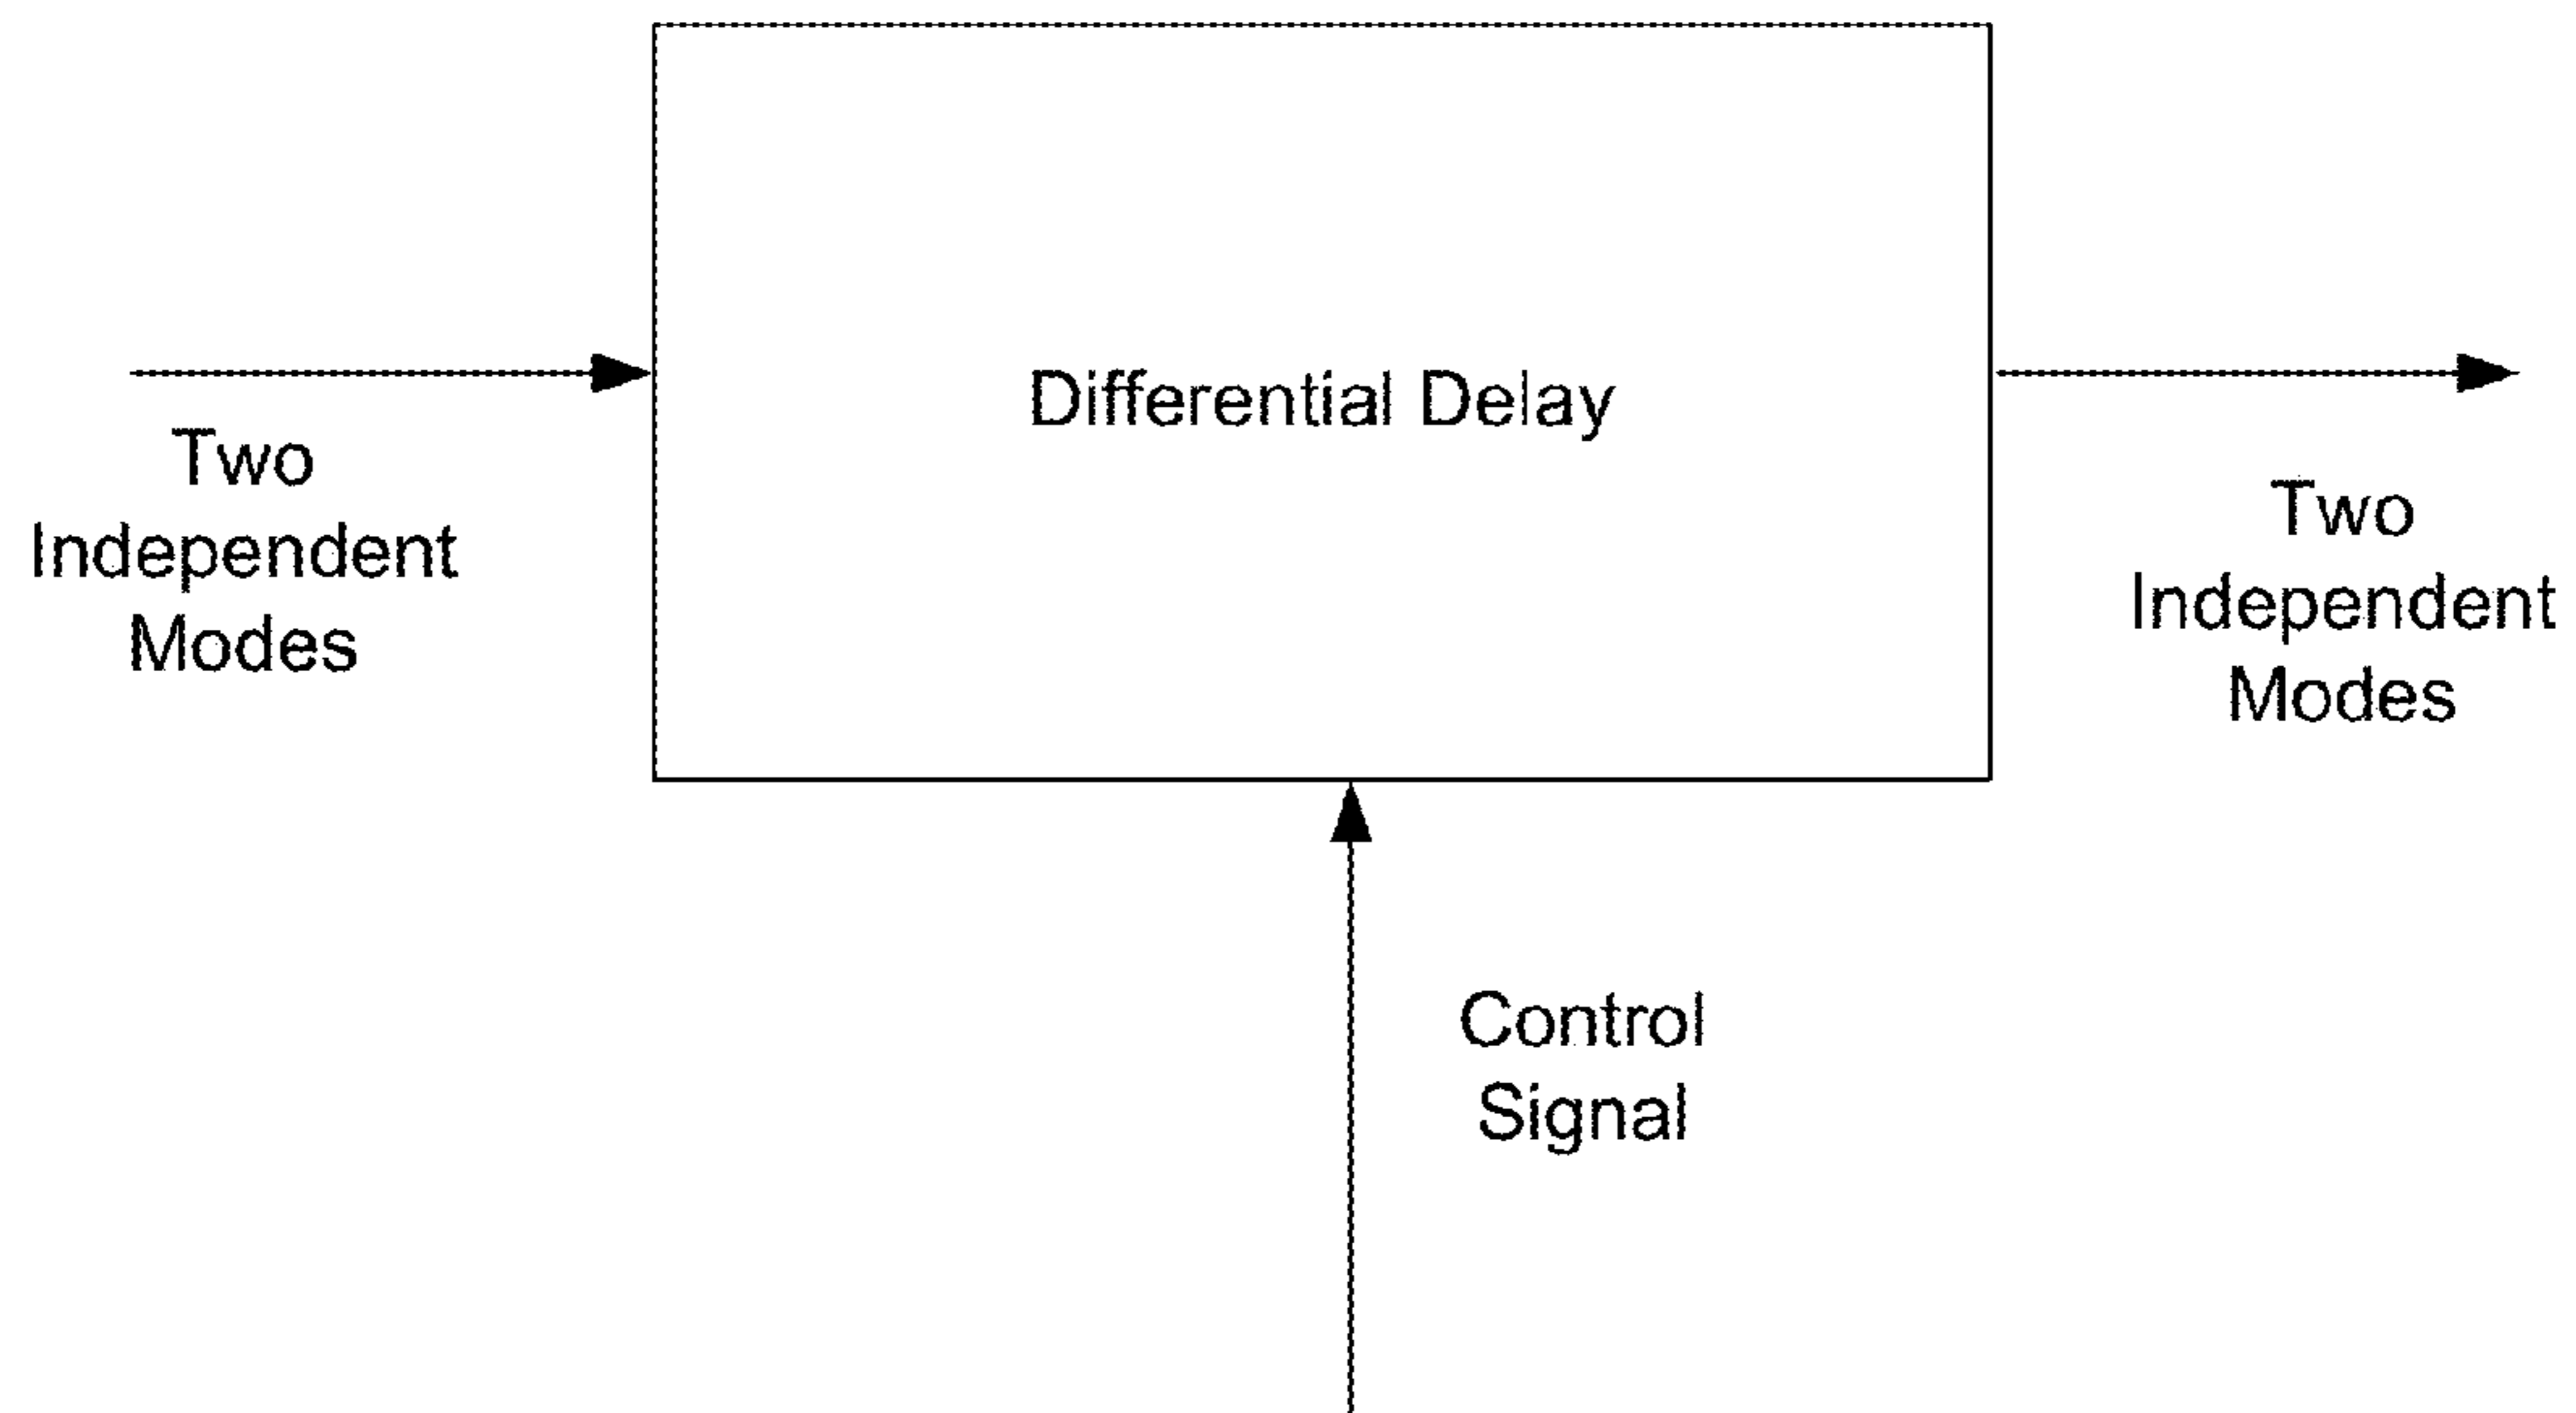 Differential Delay
Two
Independent
Modes
Two
Independent
Modes
Control
Signal